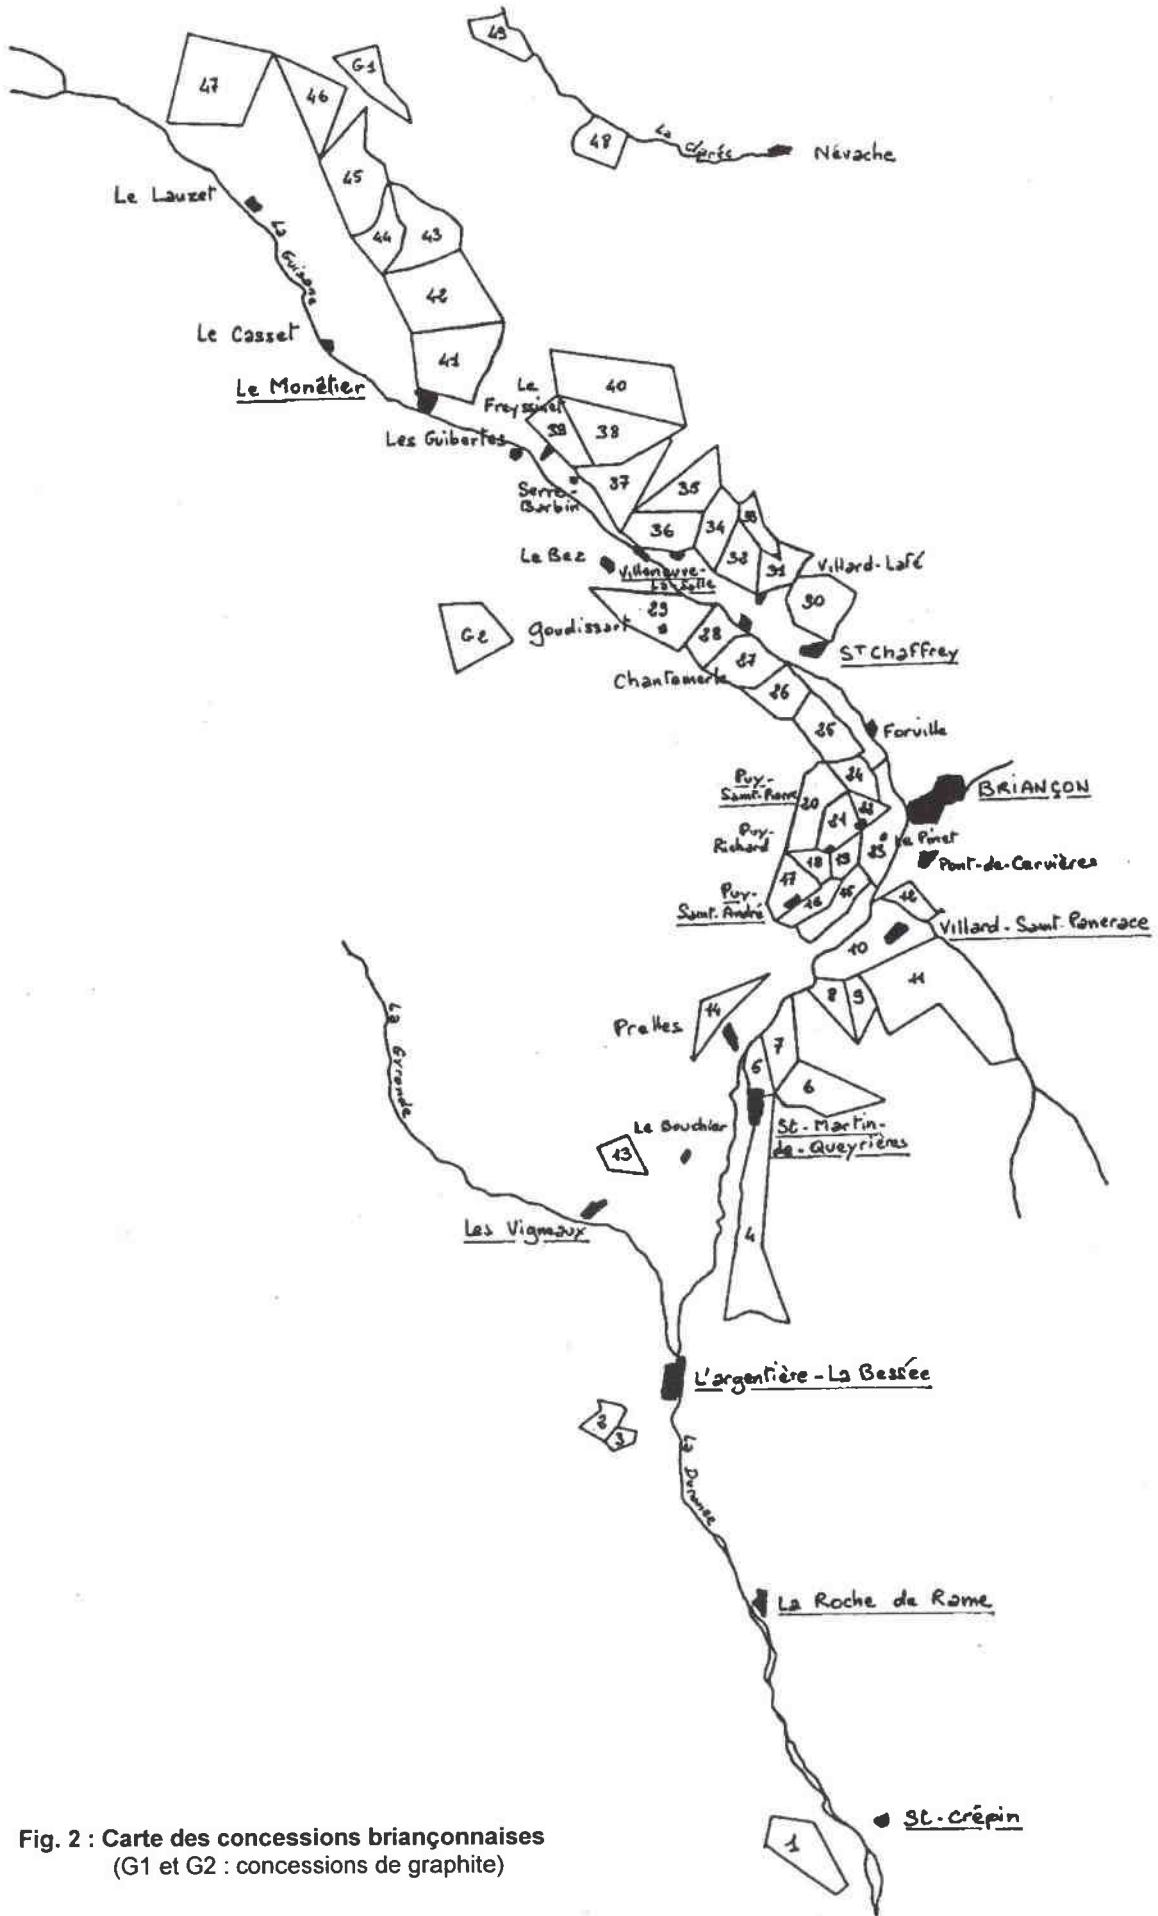 49
G1
47
46
48
La Clarée
Névache
45
Le Lauzet
La Guisane
44
43
42
Le Casset
41
Le Monêtier
40
Le
Freyssinet
39
38
Les Guibertes
37
35
Serre-
Barbin
36
34
33
32
31
Le Bez
Villeneuve-
La-Salle
Villard-Laté
30
29
G2
Goudissart
28
St Chaffrey
27
Chantemerle
26
25
Forville
24
Puy-
Saint-Pierre
20
BRIANÇON
21
22
Puy-
Richard
Le Pinet
23
18
19
Pont-de-Cervières
17
Puy-
Saint-André
16
15
12
Villard-Saint-Pancrace
10
11
8
9
14
Prelles
La Gyronde
7
5
6
Le Bouchier
St-Martin-
de-Queyrières
13
Les Vigneaux
4
L'argentière-La Bessée
2
3
La Durance
La Roche de Rame
St-Crépin
1
Fig. 2 : Carte des concessions briançonnaises
(G1 et G2 : concessions de graphite)